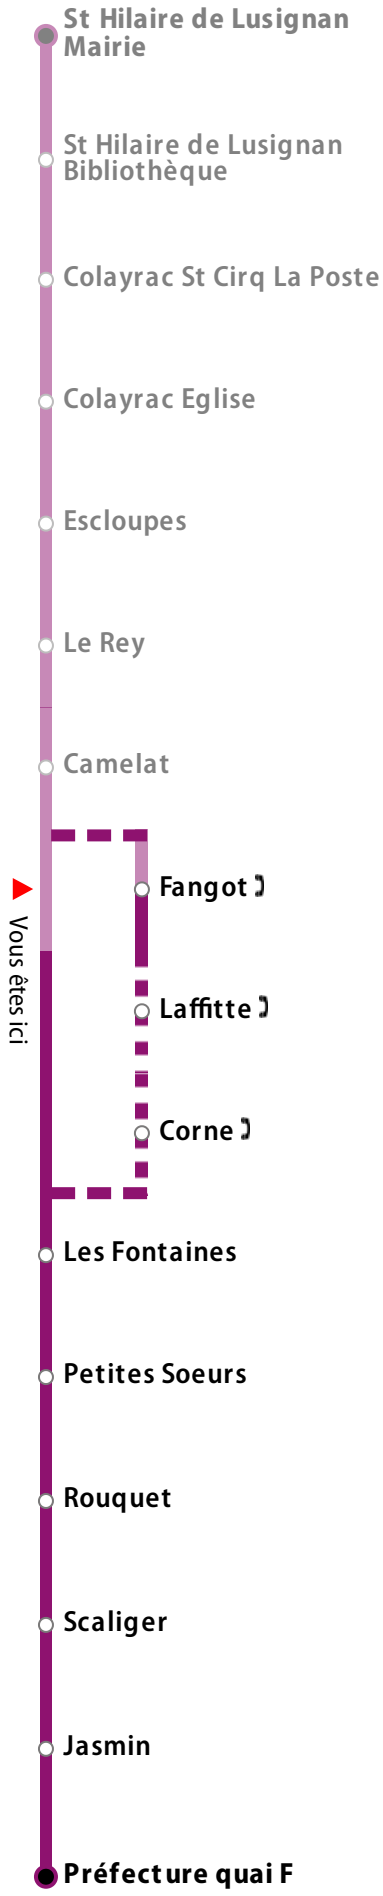 St Hilaire de Lusignan
Mairie
St Hilaire de Lusignan
Bibliothèque
Colayrac St Cirq La Poste
Colayrac Eglise
Escloupes
Le Rey
Camelat
Fangot
Vous êtes ici
Laffitte
Corne
Les Fontaines
Petites Soeurs
Rouquet
Scaliger
Jasmin
Préfecture quai F